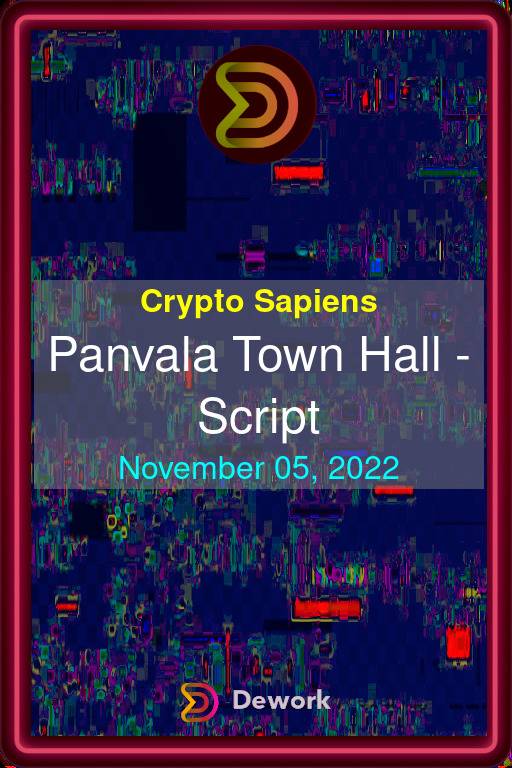 Crypto Sapiens
Panvala Town Hall -
Script
November 05, 2022
Dework